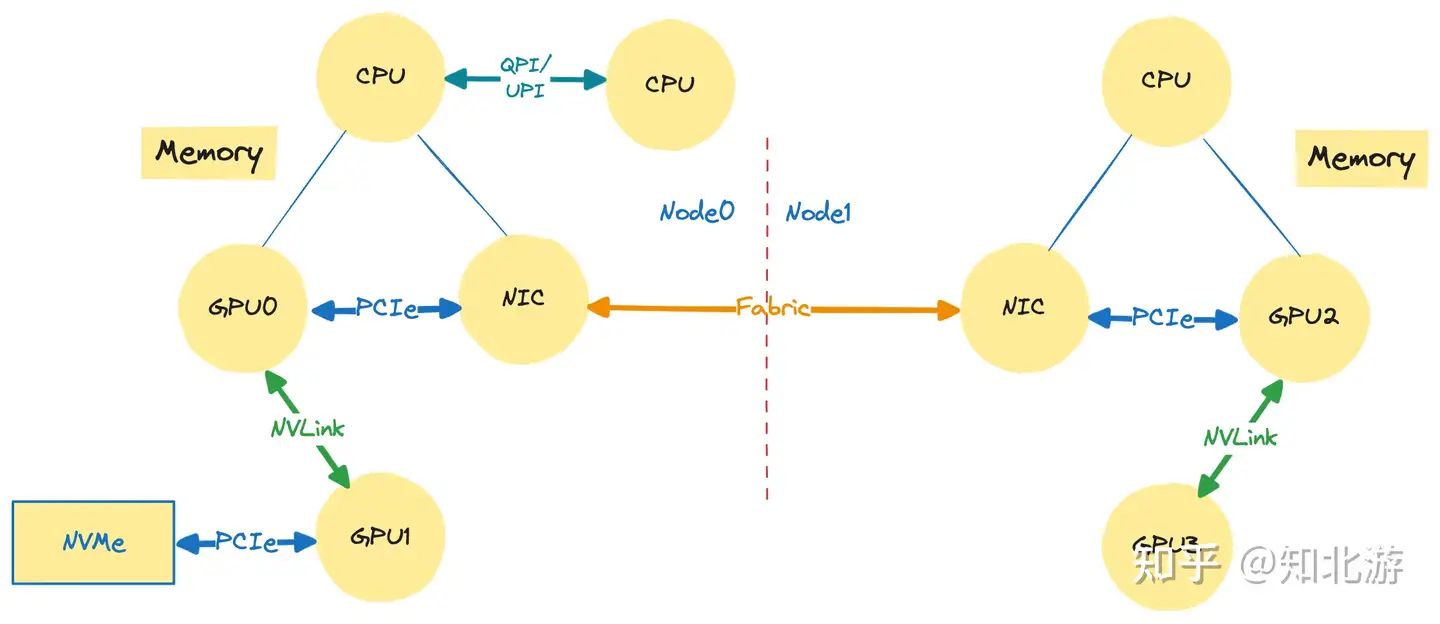 CPU
QPI/
UPI
CPU
CPU
Memory
Memory
Node0
Node1
GPU0
PCIe
NIC
Fabric
NIC
PCIe
GPU2
NVLink
NVLink
NVMe
PCIe
GPU1
GPU3
知乎 @知北游